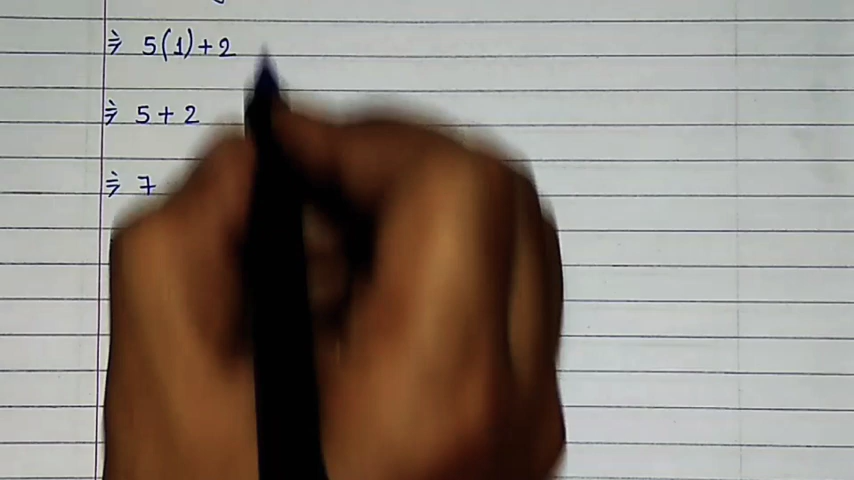 ⇒ 5(1)+2
⇒ 5+2
⇒ 7